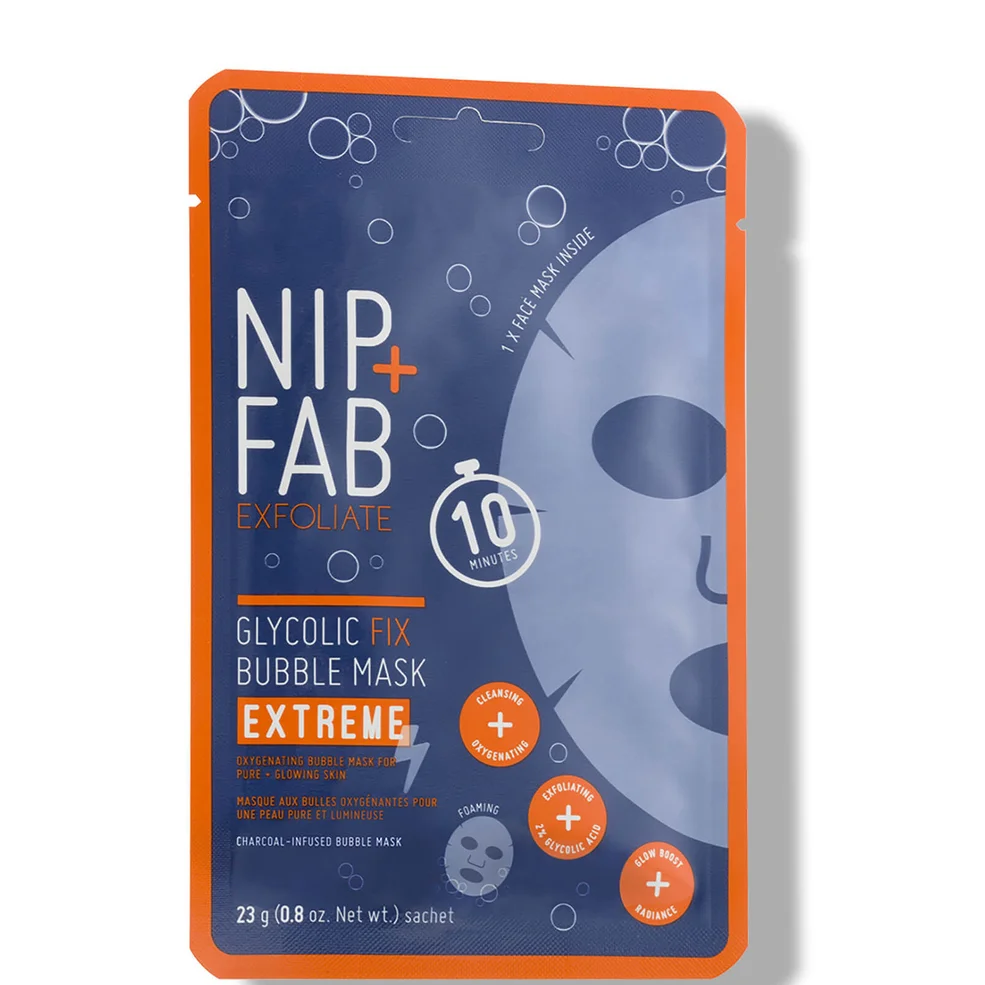 1 X FACE MASK INSIDE
NIP+
FAB
EXFOLIATE
10
MINUTES
GLYCOLIC FIX
BUBBLE MASK
EXTREME
OXYGENATING BUBBLE MASK FOR
PURE + GLOWING SKIN
MASQUE AUX BULLES OXYGÉNANTES POUR
UNE PEAU PURE ET LUMINEUSE
CHARCOAL-INFUSED BUBBLE MASK
CLEANSING
+
OXYGENATING
EXFOLIATING
+
2% GLYCOLIC ACID
FOAMING
GLOW BOOST
+
RADIANCE
23 g (0.8 oz. Net wt.) sachet